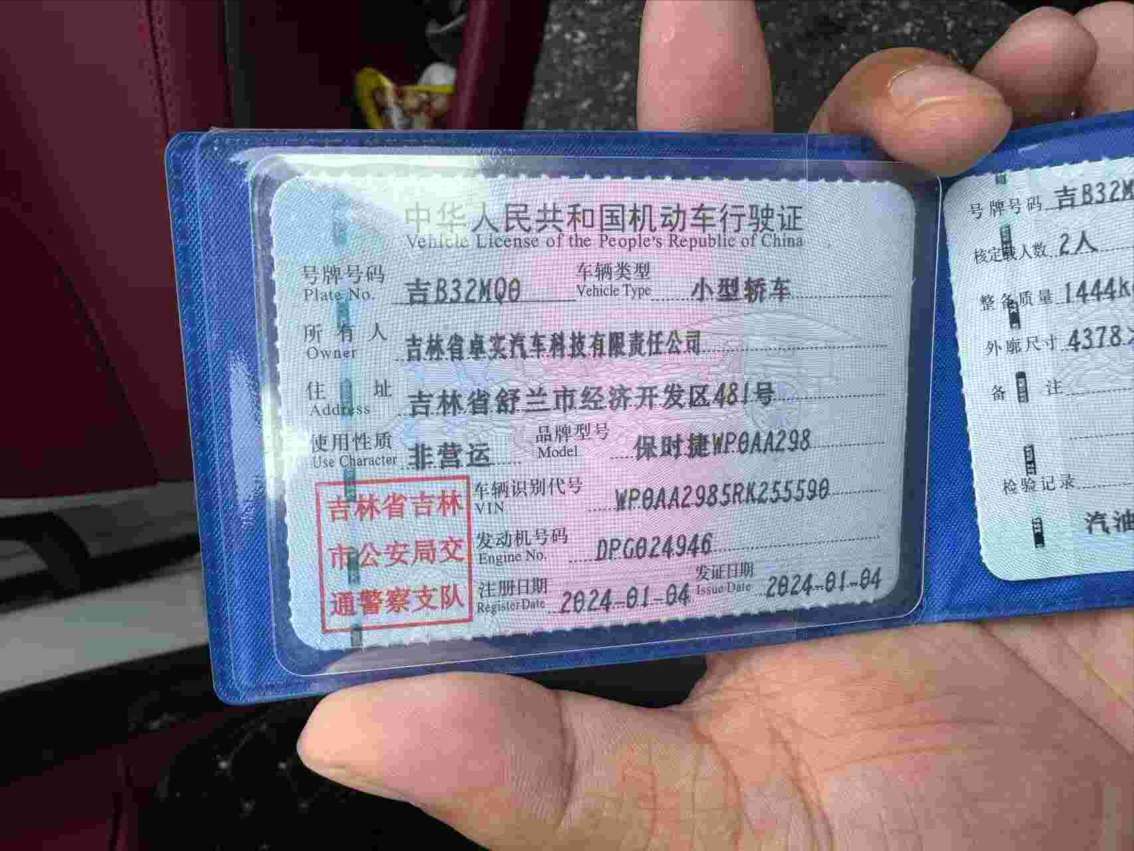 中华人民共和国机动车行驶证
Vehicle License of the People's Republic of China
号牌号码 吉B32MQ0 车辆类型 小型轿车
Plate No. Vehicle Type
所有人 吉林省卓实汽车科技有限责任公司
Owner
住址 吉林省舒兰市经济开发区481号
Address
使用性质 非营运 品牌型号 保时捷WP0AA298
Use Character Model
车辆识别代号 WP0AA2985RK255590
VIN
发动机号码 DPG024946
Engine No.
注册日期 2024-01-04 发证日期 2024-01-04
Register Date Issue Date
吉林省吉林
市公安局交
通警察支队
号牌号码 吉B32M
核定载人数 2人
整备质量 1444k
外廓尺寸 4378×
备注
检验记录
汽油